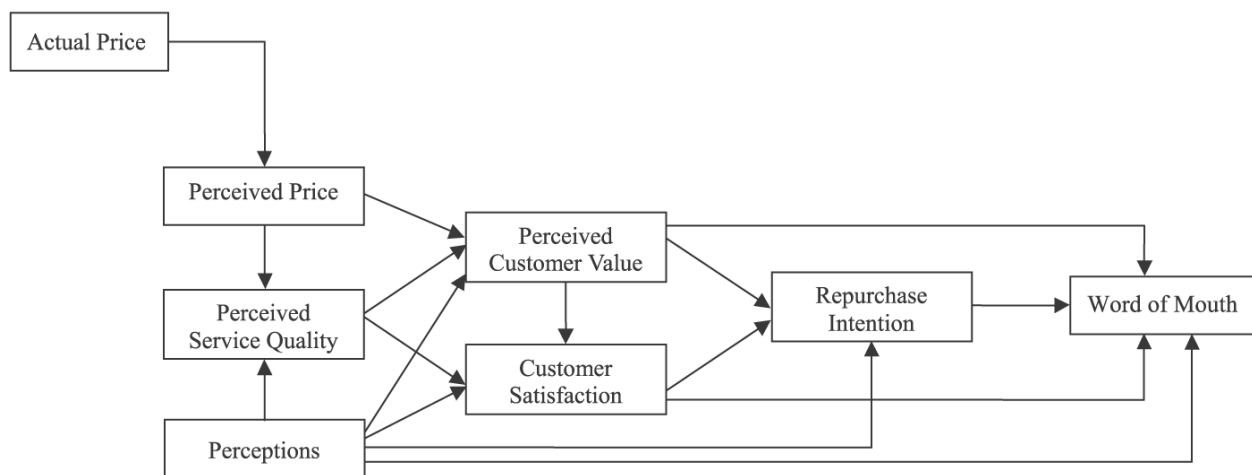 Actual Price
Perceived Price
Perceived
Service Quality
Perceptions
Perceived
Customer Value
Customer
Satisfaction
Repurchase
Intention
Word of Mouth